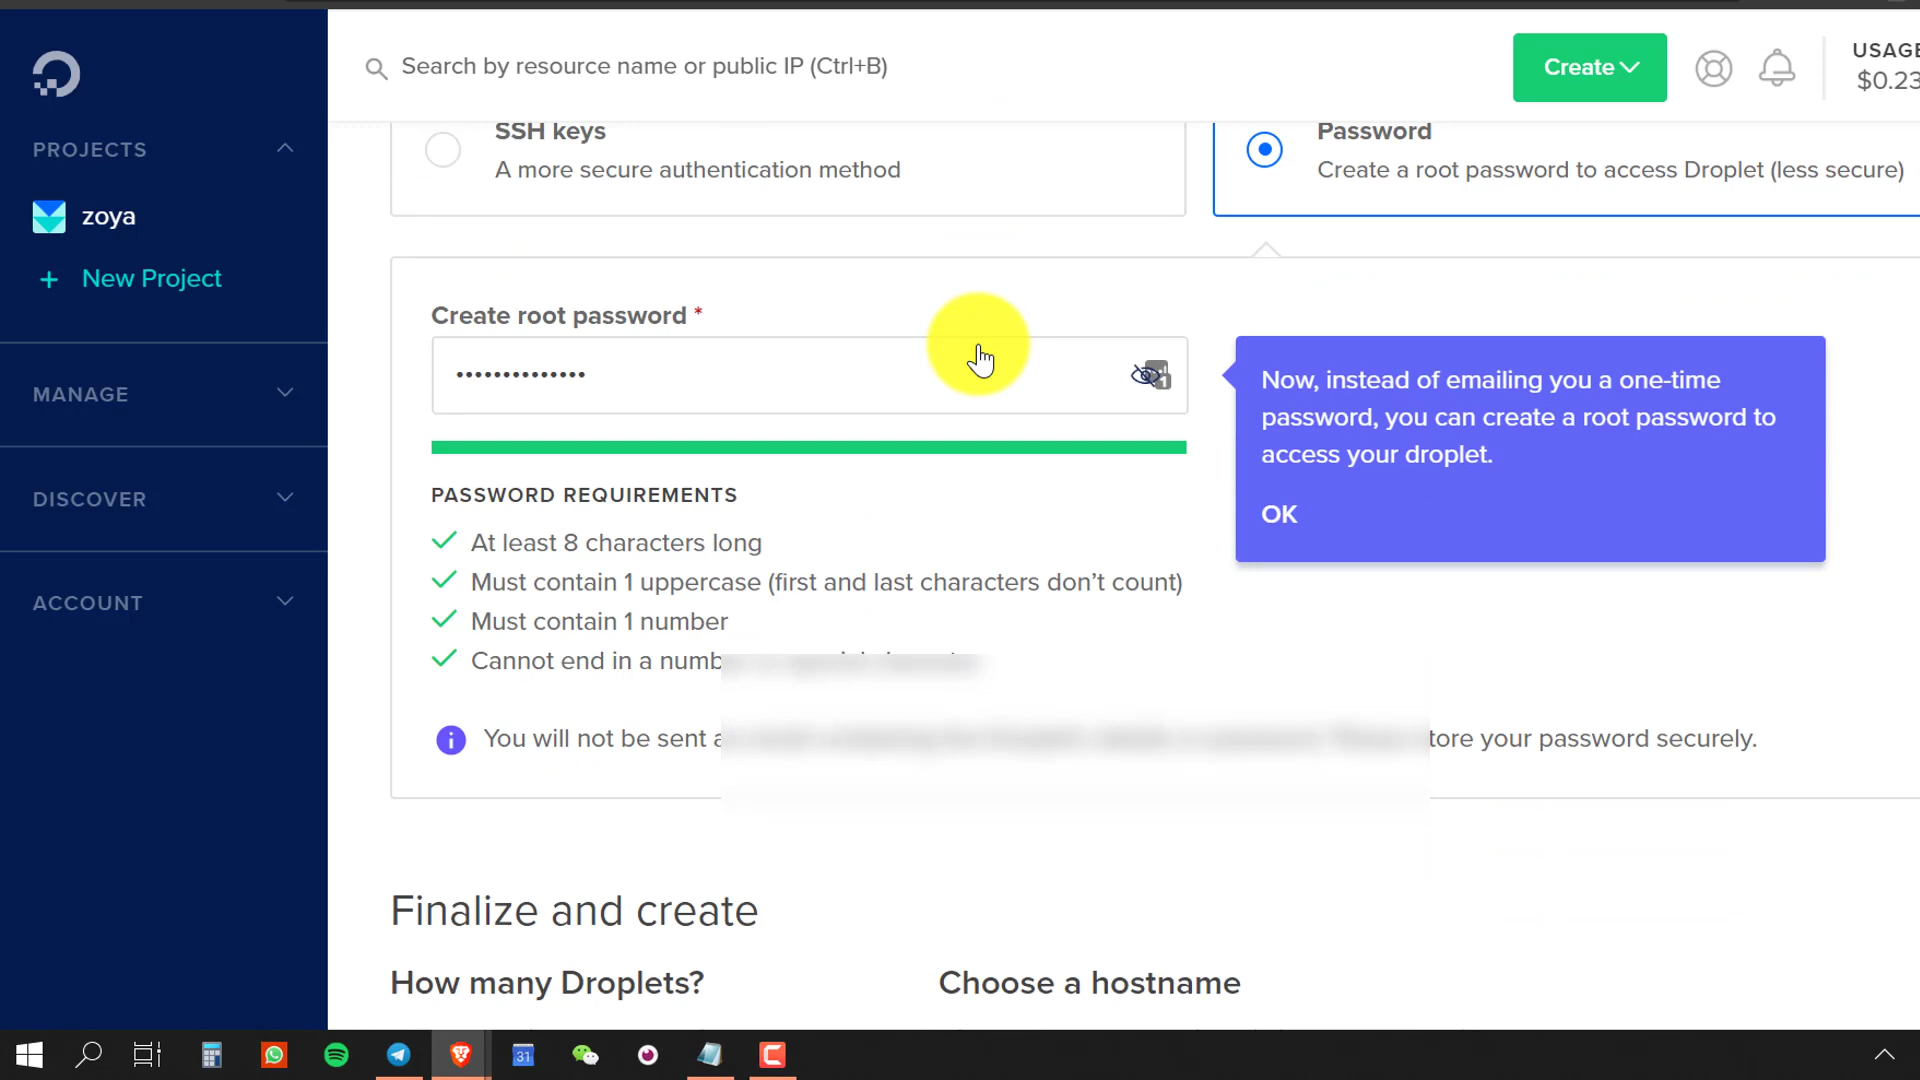 Search by resource name or public IP (Ctrl+B)
Create
USAGE
$0.23
PROJECTS
zoya
+ New Project
MANAGE
DISCOVER
ACCOUNT
SSH keys
A more secure authentication method
Password
Create a root password to access Droplet (less secure)
Create root password *
••••••••••••••
1
Now, instead of emailing you a one-time
password, you can create a root password to
access your droplet.
OK
PASSWORD REQUIREMENTS
At least 8 characters long
Must contain 1 uppercase (first and last characters don’t count)
Must contain 1 number
Cannot end in a
You will not be sent your password securely.
Finalize and create
How many Droplets?
Choose a hostname
31